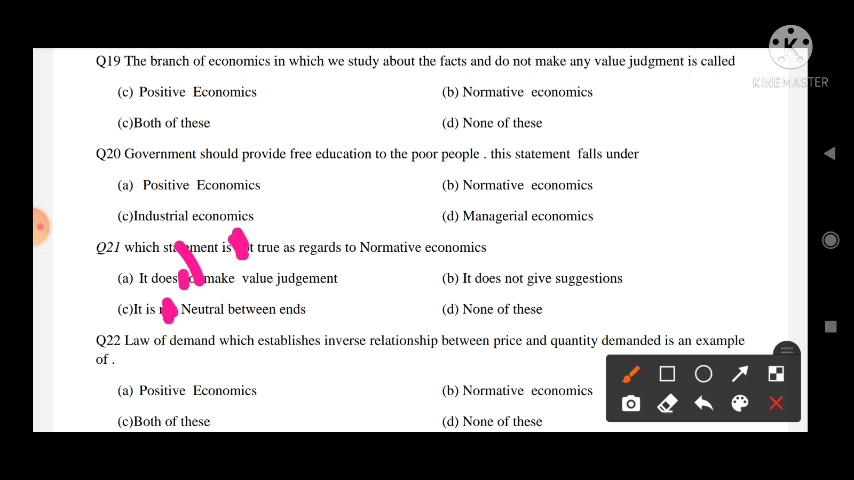 Q19 The branch of economics in which we study about the facts and do not make any value judgment is called
(c) Positive Economics (b) Normative economics
(c)Both of these (d) None of these
Q20 Government should provide free education to the poor people . this statement falls under
(a) Positive Economics (b) Normative economics
(c)Industrial economics (d) Managerial economics
Q21 which is true as regards to Normative economics
(a) It does make value judgement (b) It does not give suggestions
(c)It is Neutral between ends (d) None of these
Q22 Law of demand which establishes inverse relationship between price and quantity demanded is an example
of .
(a) Positive Economics (b) Normative economics
(c)Both of these (d) None of these
K
KINEMASTER